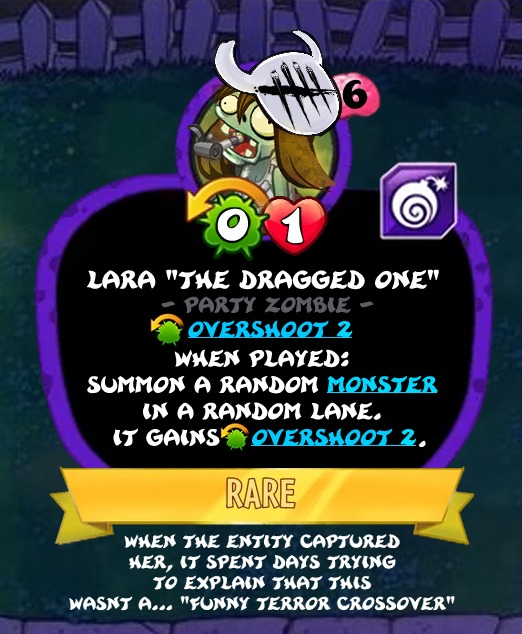 6
0 1
LARA "THE DRAGGED ONE"
- PARTY ZOMBIE -
OVERSHOOT 2
WHEN PLAYED:
SUMMON A RANDOM MONSTER
IN A RANDOM LANE.
IT GAINS OVERSHOOT 2.
RARE
WHEN THE ENTITY CAPTURED
HER, IT SPENT DAYS TRYING
TO EXPLAIN THAT THIS
WASNT A... "FUNNY TERROR CROSSOVER"